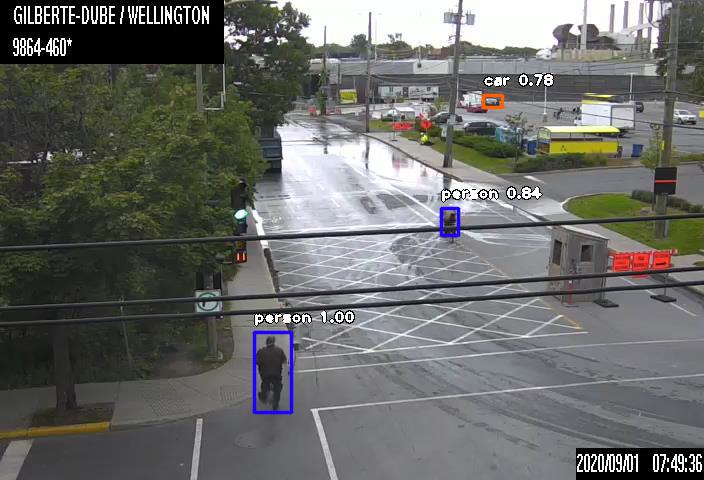 GILBERTE-DUBE / WELLINGTON
9864-460*
car 0.78
person 0.84
person 1.00
2020/09/01 07:49:36